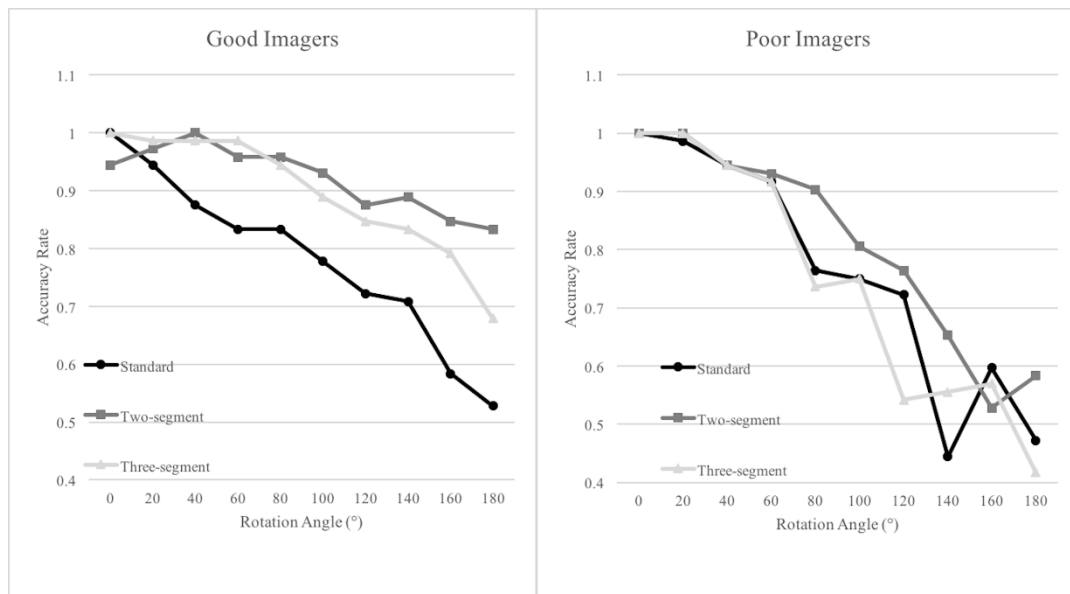 Good Imagers
1.1
1
0.9
0.8
0.7
0.6
0.5
0.4
Accuracy Rate
Standard
Two-segment
Three-segment
0 20 40 60 80 100 120 140 160 180
Rotation Angle (°)
Poor Imagers
1.1
1
0.9
0.8
0.7
0.6
0.5
0.4
Accuracy Rate
Standard
Two-segment
Three-segment
0 20 40 60 80 100 120 140 160 180
Rotation Angle (°)